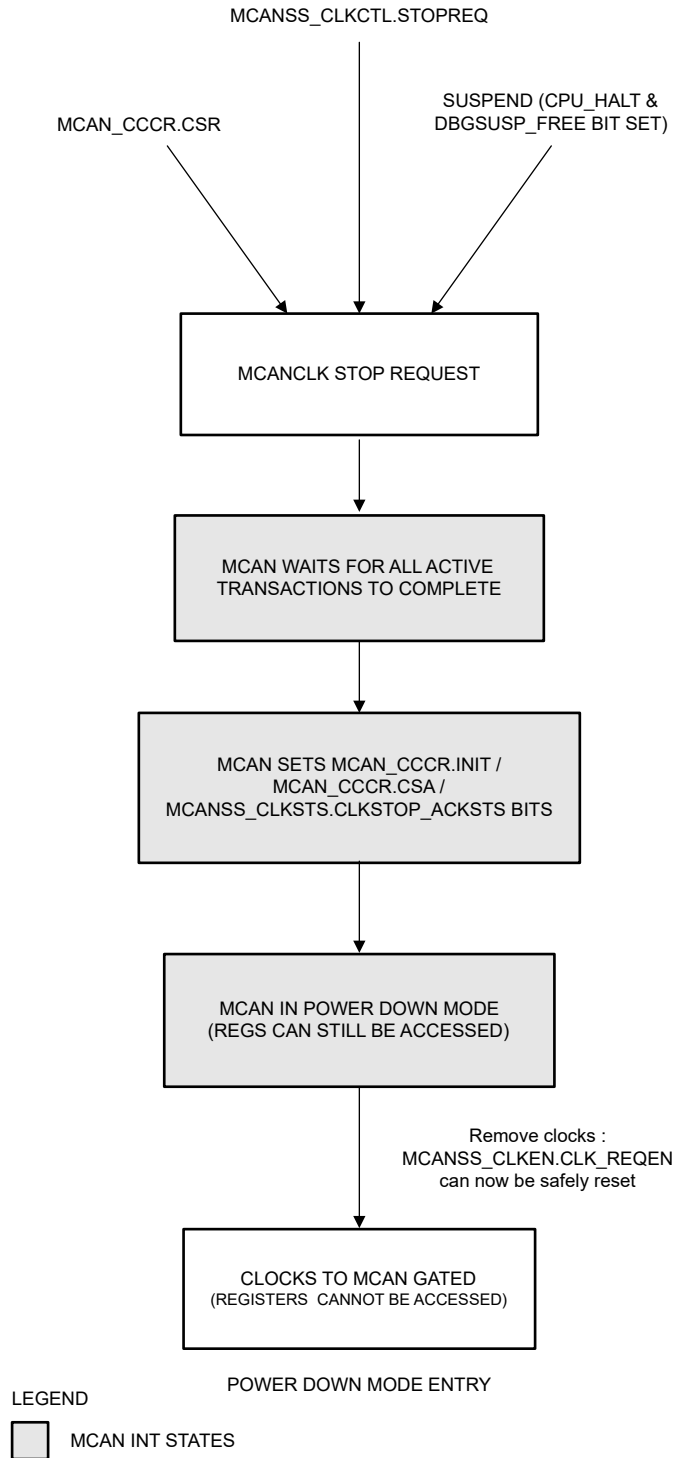 MCANSS_CLKCTL.STOPREQ
MCAN_CCCR.CSR
SUSPEND (CPU_HALT &
DBGSUSP_FREE BIT SET)
MCANCLK STOP REQUEST
MCAN WAITS FOR ALL ACTIVE
TRANSACTIONS TO COMPLETE
MCAN SETS MCAN_CCCR.INIT /
MCAN_CCCR.CSA /
MCANSS_CLKSTS.CLKSTOP_ACKSTS BITS
MCAN IN POWER DOWN MODE
(REGS CAN STILL BE ACCESSED)
Remove clocks :
MCANSS_CLKEN.CLK_REQEN
can now be safely reset
CLOCKS TO MCAN GATED
(REGISTERS CANNOT BE ACCESSED)
POWER DOWN MODE ENTRY
LEGEND
MCAN INT STATES